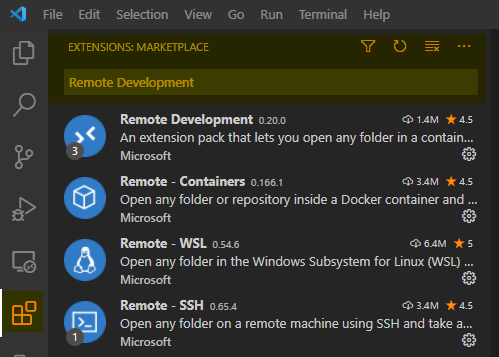 File Edit Selection View Go Run Terminal Help
EXTENSIONS: MARKETPLACE
Remote Development
Remote Development 0.20.0 1.4M 4.5
An extension pack that lets you open any folder in a contain...
3
Microsoft
Remote - Containers 0.166.1 3.4M 4.5
Open any folder or repository inside a Docker container and ...
Microsoft
Remote - WSL 0.54.6 6.4M 5
Open any folder in the Windows Subsystem for Linux (WSL) ...
Microsoft
Remote - SSH 0.65.4 3.4M 4.5
Open any folder on a remote machine using SSH and take a...
1
Microsoft